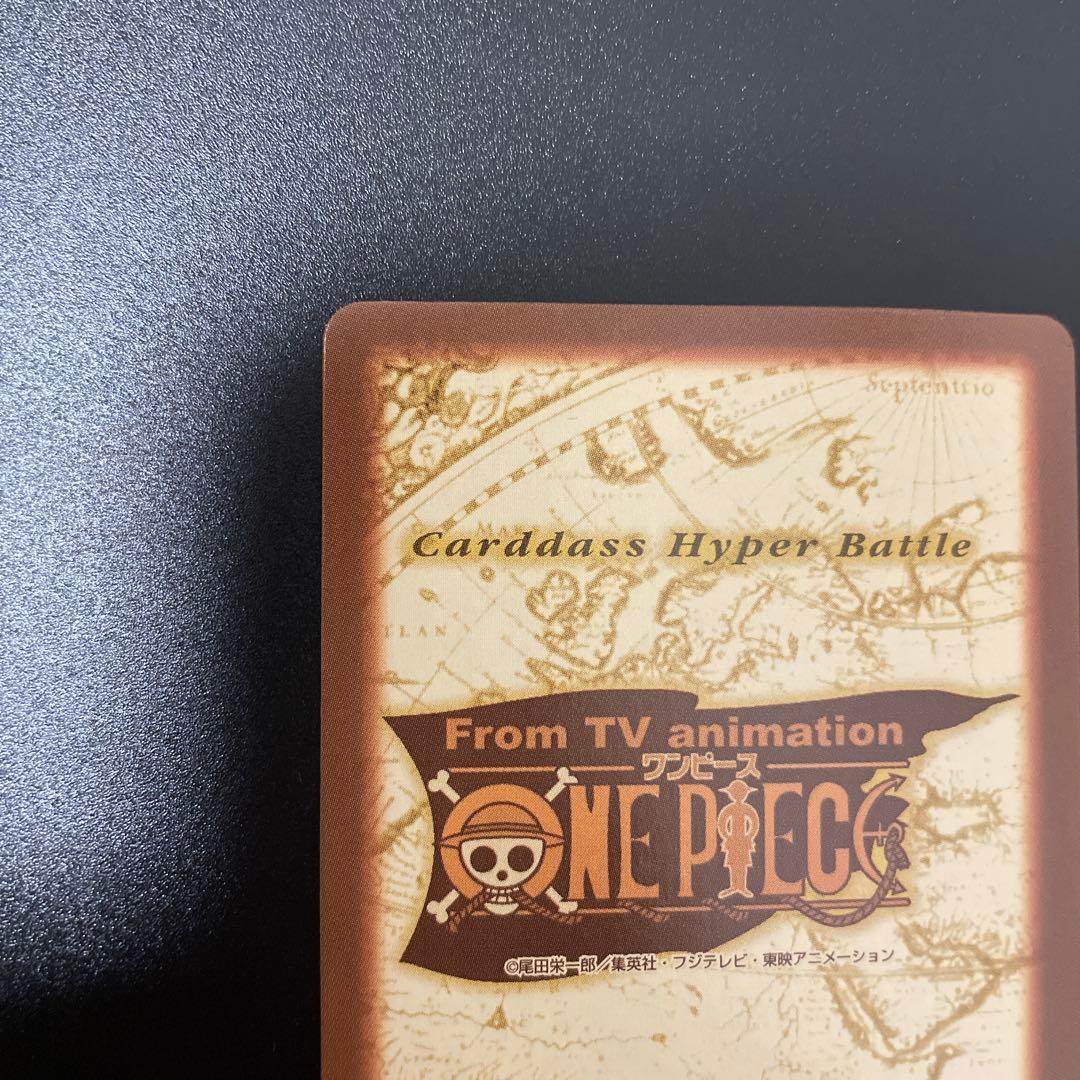 Septentrio
Carddass Hyper Battle
From TV animation
ワンピース
ONE PIECE
©尾田栄一郎／集英社・フジテレビ・東映アニメーション